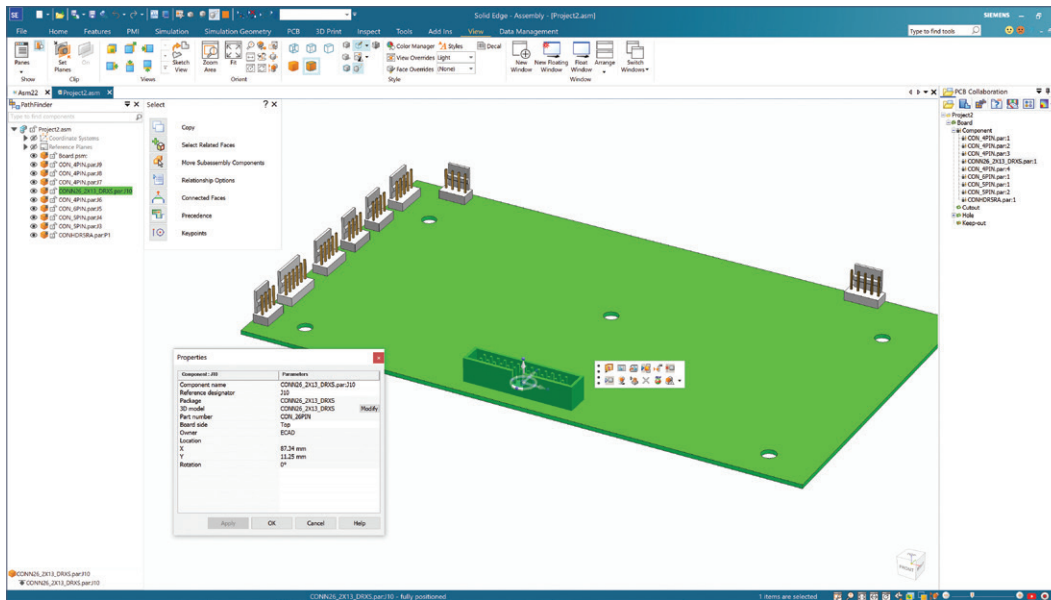 SE
Solid Edge - Assembly - [Project2.asm]
SIEMENS
File Home Features PMI Simulation Simulation Geometry PCB 3D Print Inspect Tools Add Ins View Data Management
Type to find tools
Planes
Set Planes
Sketch View
Zoom Area
Fit
Color Manager
Styles
Decal
View Overrides Light
Face Overrides (None)
New Window
New Floating Window
Float Window
Arrange
Switch Windows
Show
Clip
Views
Orient
Style
Window
Asm22
Project2.asm
PCB Collaboration
PathFinder
Select
Type to find components
Project2.asm
Coordinate Systems
Reference Planes
Board psm:
CON_4PIN.par:J9
CON_4PIN.par:J8
CON_4PIN.par:J7
CONN26_2X13_DRXS.par:J10
CON_4PIN.par:J6
CON_6PIN.par:J5
CON_5PIN.par:J4
CON_5PIN.par:J3
CONHDR5RA.par:P1
Copy
Select Related Faces
Move Subassembly Components
Relationship Options
Connected Faces
Precedence
Keypoints
Project2
Board
Component
CON_4PIN.par:1
CON_4PIN.par:2
CON_4PIN.par:3
CONN26_2X13_DRXS.par:1
CON_4PIN.par:4
CON_6PIN.par:1
CON_5PIN.par:1
CON_5PIN.par:2
CONHDR5RA.par:1
Cutout
Hole
Keep-out
Properties
Component : J10 Parameters
Component name CONN26_2X13_DRXS.par:J10
Reference designator J10
Package CONN26_2X13_DRXS
3D model CONN26_2X13_DRXS Modify
Part number CON_26PIN
Board side Top
Owner ECAD
Location
X 87.34 mm
Y 11.25 mm
Rotation 0°
Apply OK Cancel Help
FRONT
CONN26_2X13_DRXS.par:J10
CONN26_2X13_DRXS.par:J10
CONN26_2X13_DRXS.par:J10 - fully positioned
1 items are selected